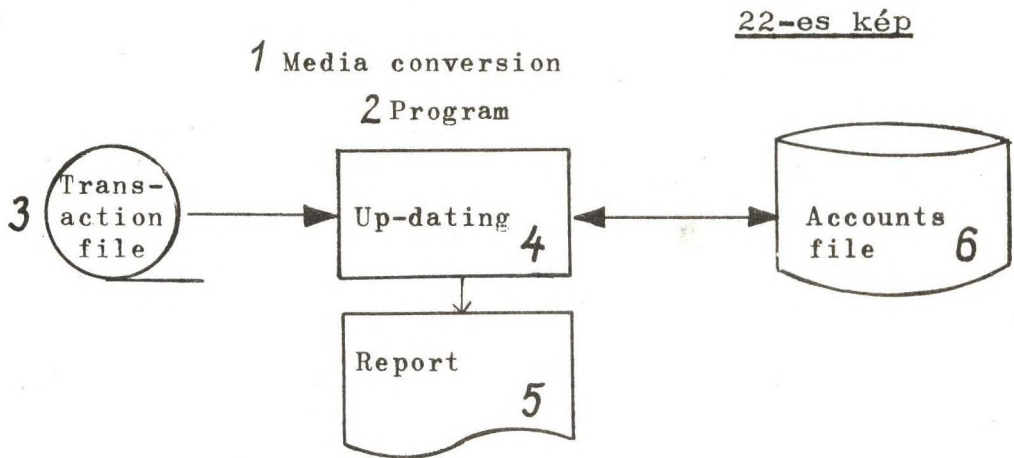 22-es kép
1 Media conversion
2 Program
3
Trans-
action
file
Up-dating
4
Accounts
file
6
Report
5